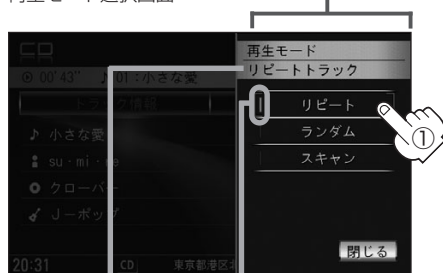 再生モード選択画面
CD
00'43" ♪ 01:小さな愛
トラック情報
♪ 小さな愛
su・mi・re
クローバー
Jーポップ
20:31 CD 東京都港区
再生モード
リピートトラック
リピート
ランダム
スキャン
①
閉じる